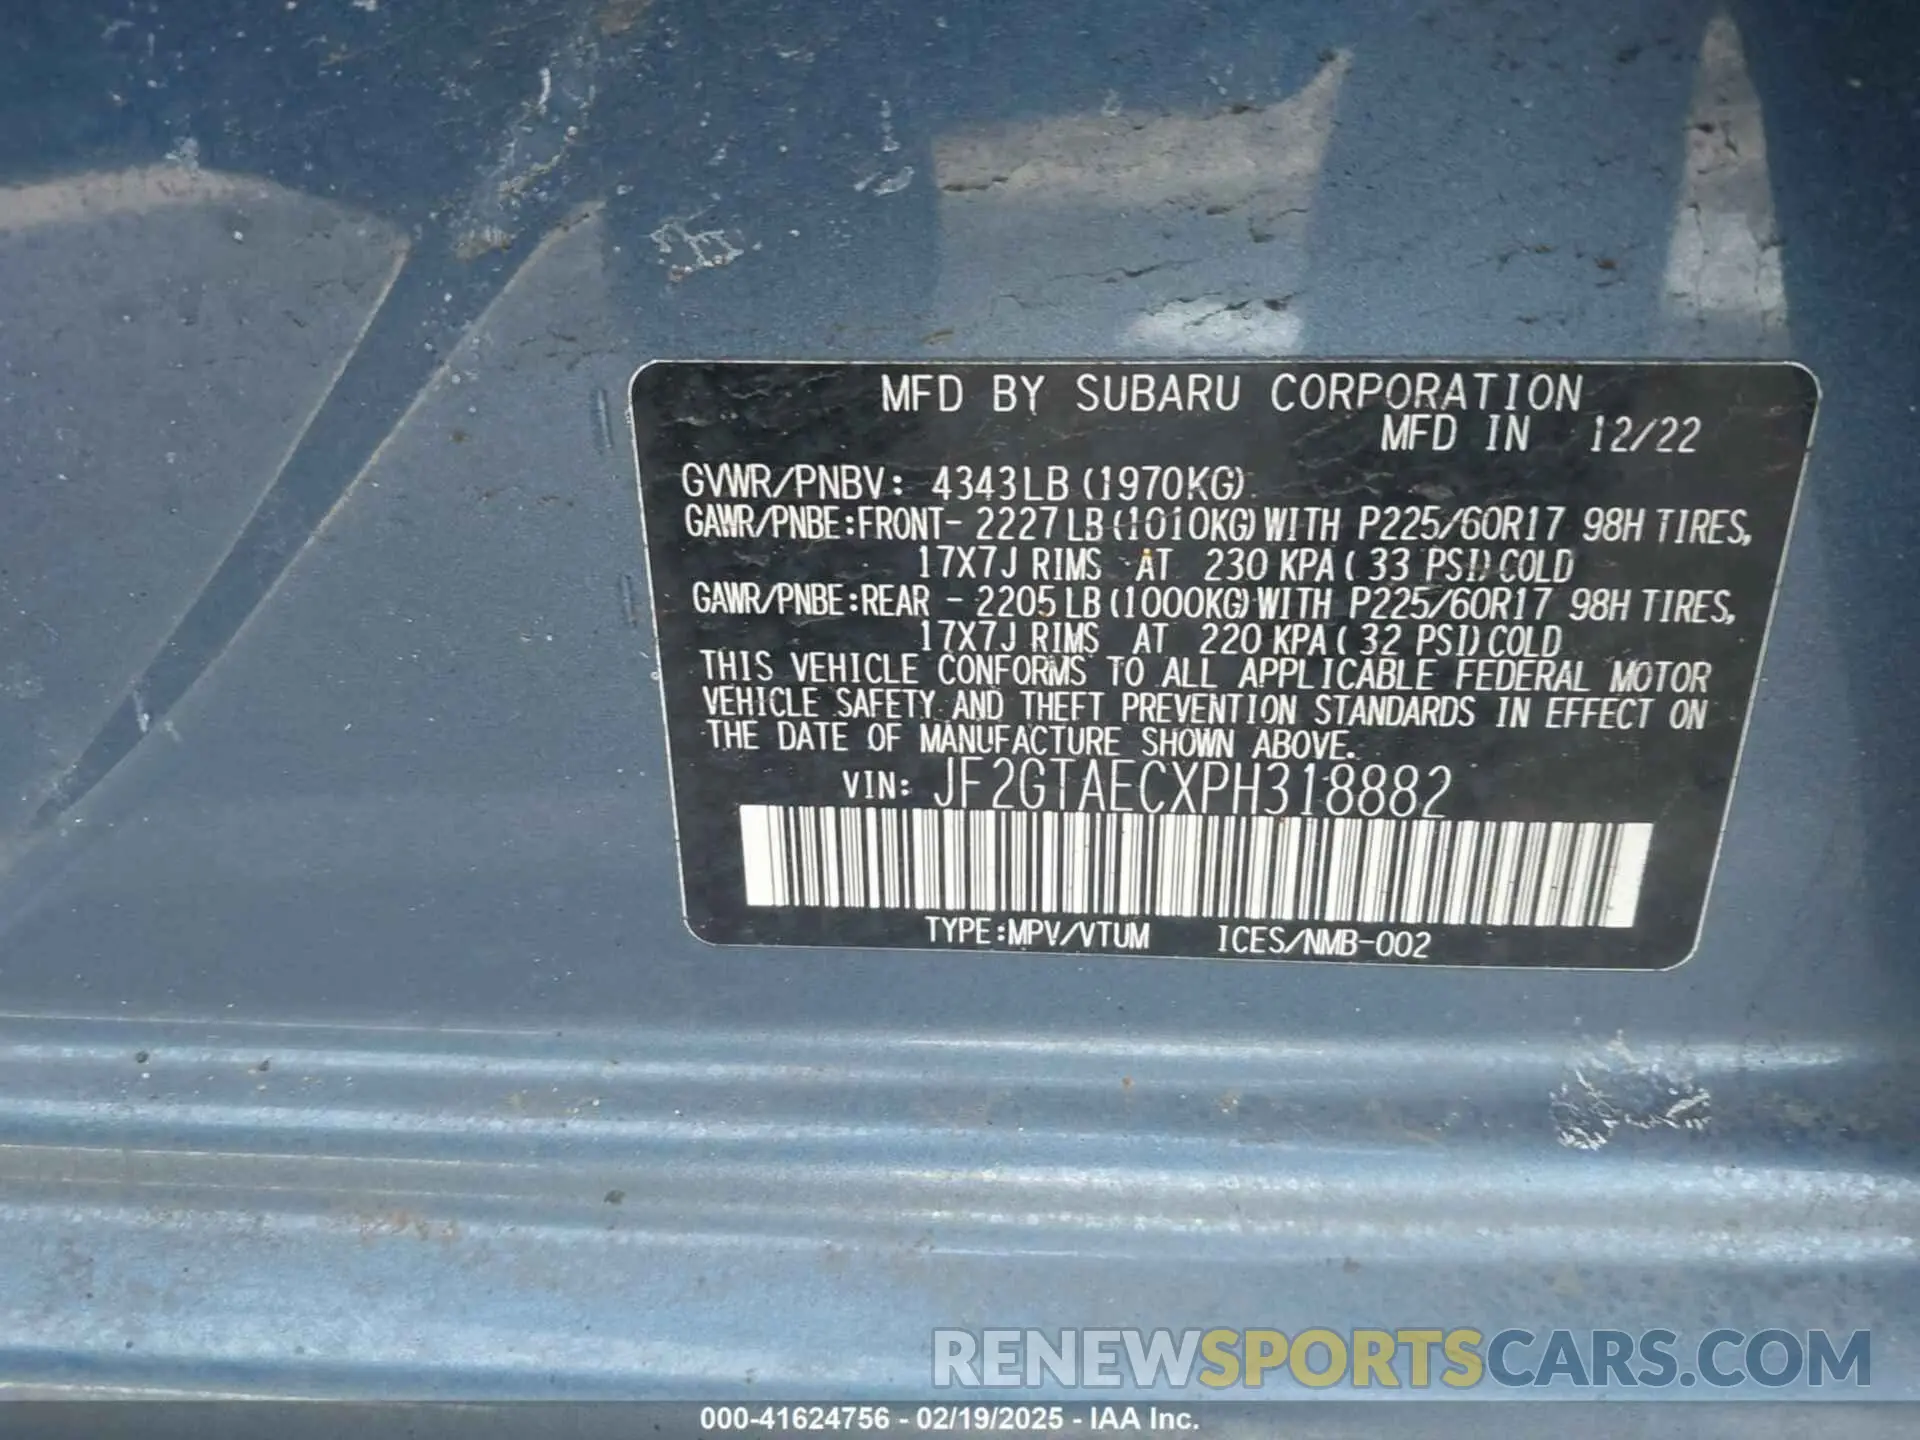 MFD BY SUBARU CORPORATION
MFD IN 12/22
GVWR/PNBV: 4343LB (1970KG)
GAWR/PNBE:FRONT- 2227LB (1010KG) WITH P225/60R17 98H TIRES,
17X7J RIMS AT 230 KPA ( 33 PSI) COLD
GAWR/PNBE:REAR - 2205LB (1000KG) WITH P225/60R17 98H TIRES,
17X7J RIMS AT 220 KPA ( 32 PSI) COLD
THIS VEHICLE CONFORMS TO ALL APPLICABLE FEDERAL MOTOR
VEHICLE SAFETY AND THEFT PREVENTION STANDARDS IN EFFECT ON
THE DATE OF MANUFACTURE SHOWN ABOVE.
VIN: JF2GTAECXPH318882
TYPE:MPV/VTUM ICES/NMB-002
RENEWSPORTSCARS.COM
000-41624756 - 02/19/2025 - IAA Inc.